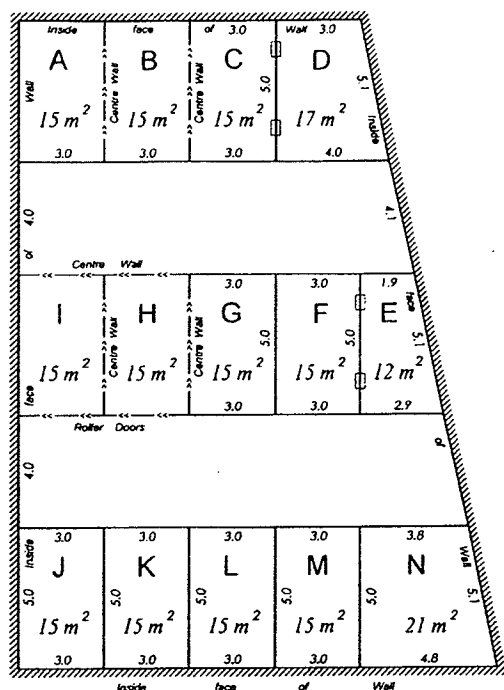 Inside face of 3.0 Wall 3.0
A B C D
Wall Centre Wall Centre Wall 5.0 5.1 Inside
15 m² 15 m² 15 m² 17 m²
3.0 3.0 3.0 4.0
of 4.0 4.1
Centre Wall
3.0 3.0 1.9
I H G F E
face Centre Wall Centre Wall 5.0 5.0 face 5.1
15 m² 15 m² 15 m² 15 m² 12 m²
3.0 3.0 2.9
Roller Doors
4.0 of
3.0 3.0 3.0 3.0 3.8
J K L M N
Inside 5.0 5.0 5.0 5.0 5.0 Wall 5.1
15 m² 15 m² 15 m² 15 m² 21 m²
3.0 3.0 3.0 3.0 4.8
Inside face of Wall